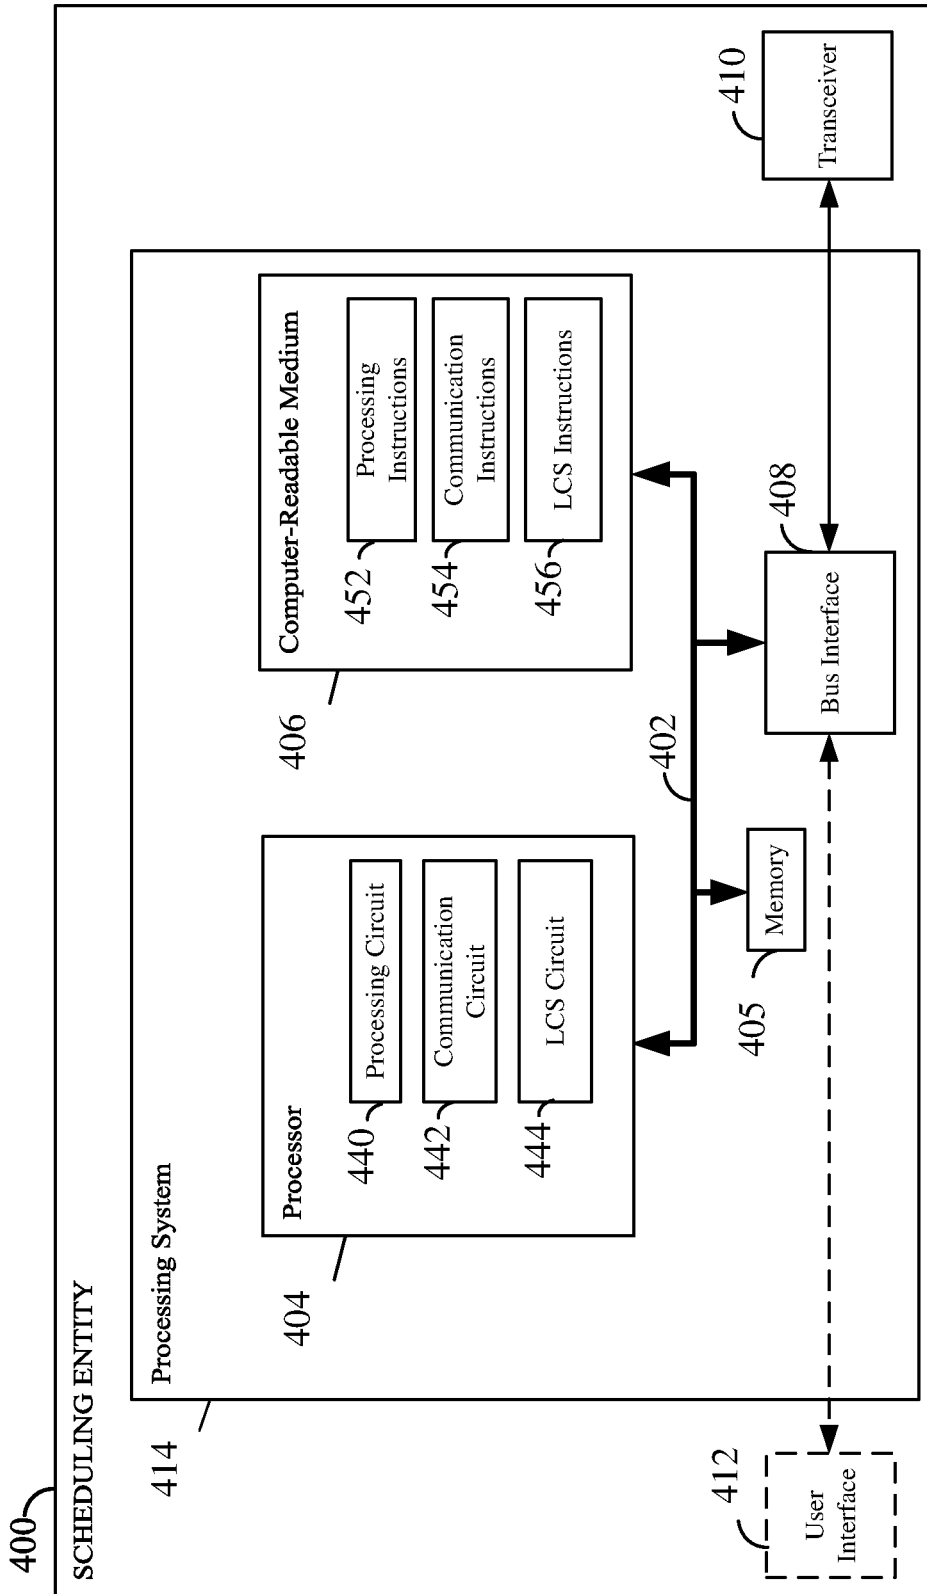 400
SCHEDULING ENTITY
414
Processing System
404
Processor
440
Processing Circuit
442
Communication
Circuit
444
LCS Circuit
406
Computer-Readable Medium
452
Processing
Instructions
454
Communication
Instructions
456
LCS Instructions
402
405
Memory
408
Bus Interface
412
User
Interface
410
Transceiver